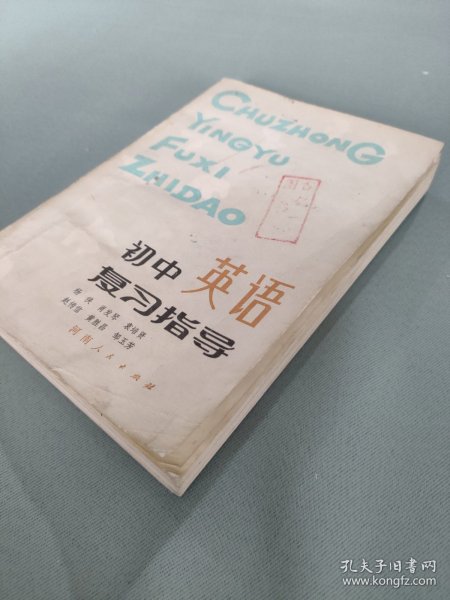 CHUZHONG
YINGYU
FUXI
ZHIDAO
初中 英语
复习指导
河南人民出版社
孔夫子旧书网
www.kongfz.com